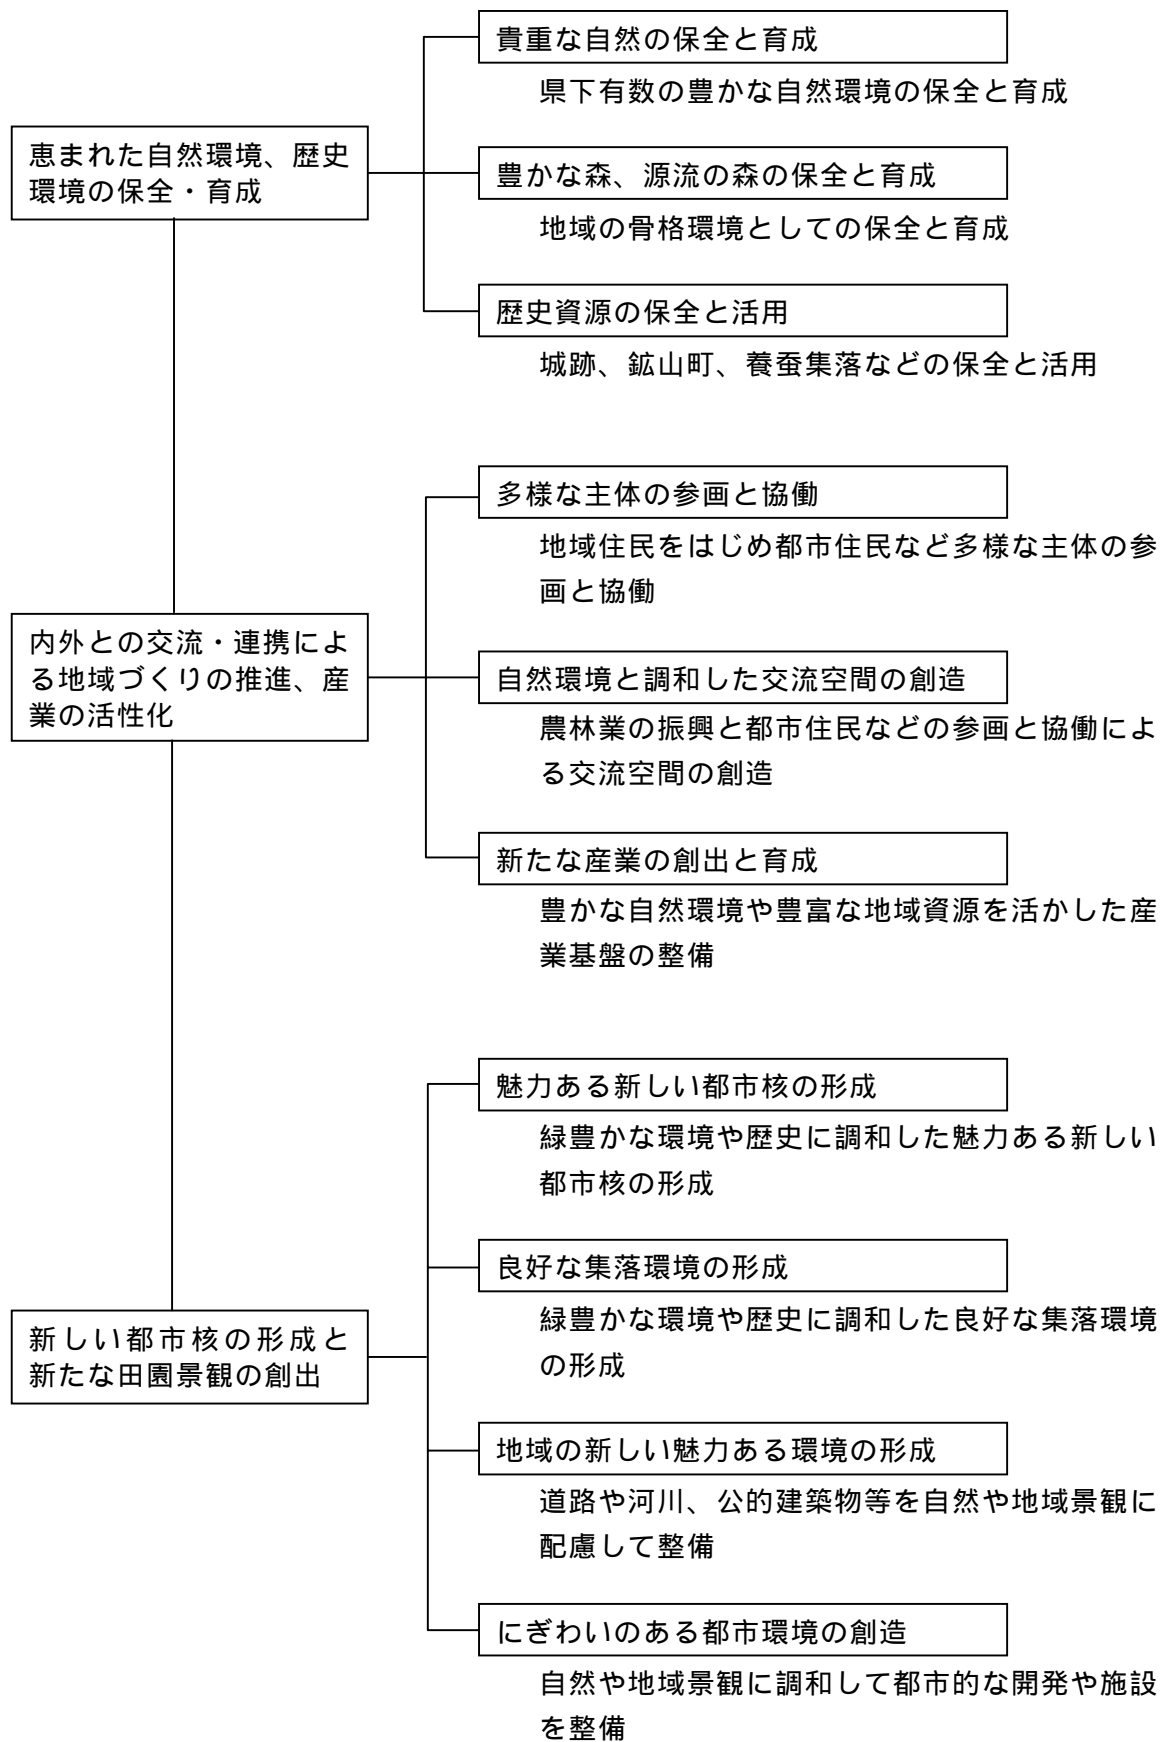 恵まれた自然環境、歴史
環境の保全・育成
貴重な自然の保全と育成
県下有数の豊かな自然環境の保全と育成
豊かな森、源流の森の保全と育成
地域の骨格環境としての保全と育成
歴史資源の保全と活用
城跡、鉱山町、養蚕集落などの保全と活用
内外との交流・連携によ
る地域づくりの推進、産
業の活性化
多様な主体の参画と協働
地域住民をはじめ都市住民など多様な主体の参
画と協働
自然環境と調和した交流空間の創造
農林業の振興と都市住民などの参画と協働によ
る交流空間の創造
新たな産業の創出と育成
豊かな自然環境や豊富な地域資源を活かした産
業基盤の整備
新しい都市核の形成と
新たな田園景観の創出
魅力ある新しい都市核の形成
緑豊かな環境や歴史に調和した魅力ある新しい
都市核の形成
良好な集落環境の形成
緑豊かな環境や歴史に調和した良好な集落環境
の形成
地域の新しい魅力ある環境の形成
道路や河川、公的建築物等を自然や地域景観に
配慮して整備
にぎわいのある都市環境の創造
自然や地域景観に調和して都市的な開発や施設
を整備